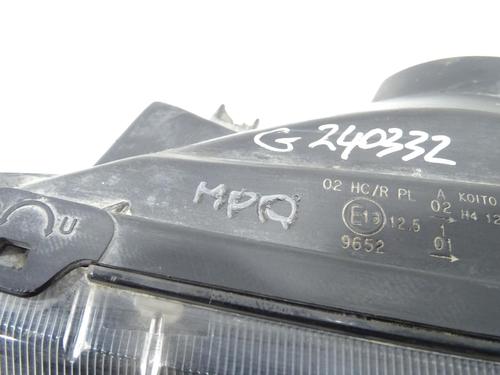 G 240332
MPQ
02 HC/R PL A KOITO
E13 12.5 02 H4 12
9652 1
01
U